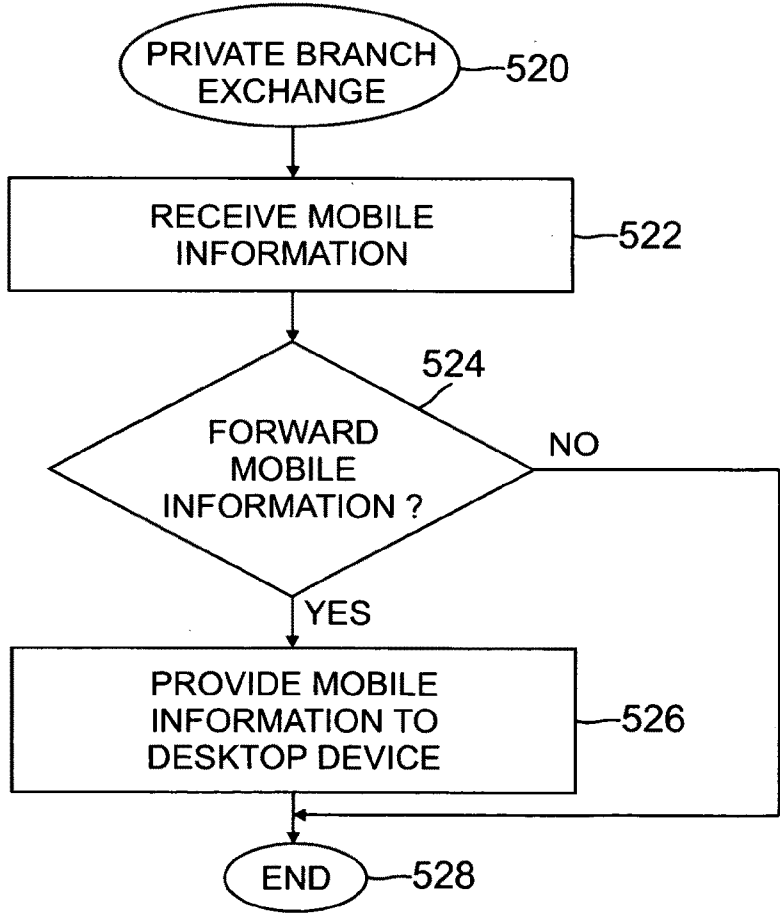 PRIVATE BRANCH
EXCHANGE
520
RECEIVE MOBILE
INFORMATION
522
524
FORWARD
MOBILE
INFORMATION ?
NO
YES
PROVIDE MOBILE
INFORMATION TO
DESKTOP DEVICE
526
END
528